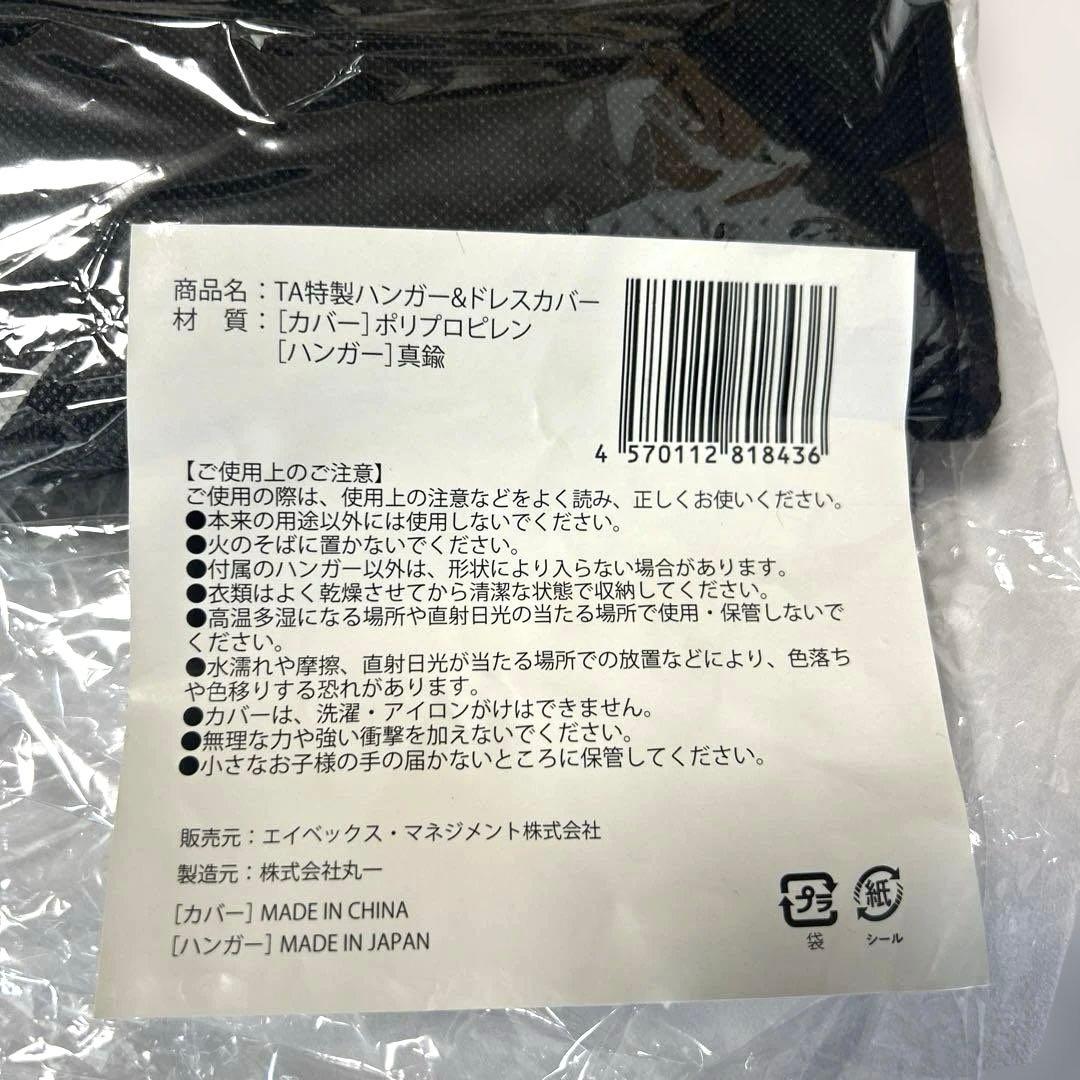 商品名：TA特製ハンガー&ドレスカバー
材　質：［カバー］ポリプロピレン
［ハンガー］真鍮
4 570112 818436
【ご使用上のご注意】
ご使用の際は、使用上の注意などをよく読み、正しくお使いください。
●本来の用途以外には使用しないでください。
●火のそばに置かないでください。
●付属のハンガー以外は、形状により入らない場合があります。
●衣類はよく乾燥させてから清潔な状態で収納してください。
●高温多湿になる場所や直射日光の当たる場所で使用・保管しないで
ください。
●水濡れや摩擦、直射日光が当たる場所での放置などにより、色落ち
や色移りする恐れがあります。
●カバーは、洗濯・アイロンがけはできません。
●無理な力や強い衝撃を加えないでください。
●小さなお子様の手の届かないところに保管してください。
販売元：エイベックス・マネジメント株式会社
製造元：株式会社丸一
［カバー］MADE IN CHINA
［ハンガー］MADE IN JAPAN
プラ
袋
紙
シール